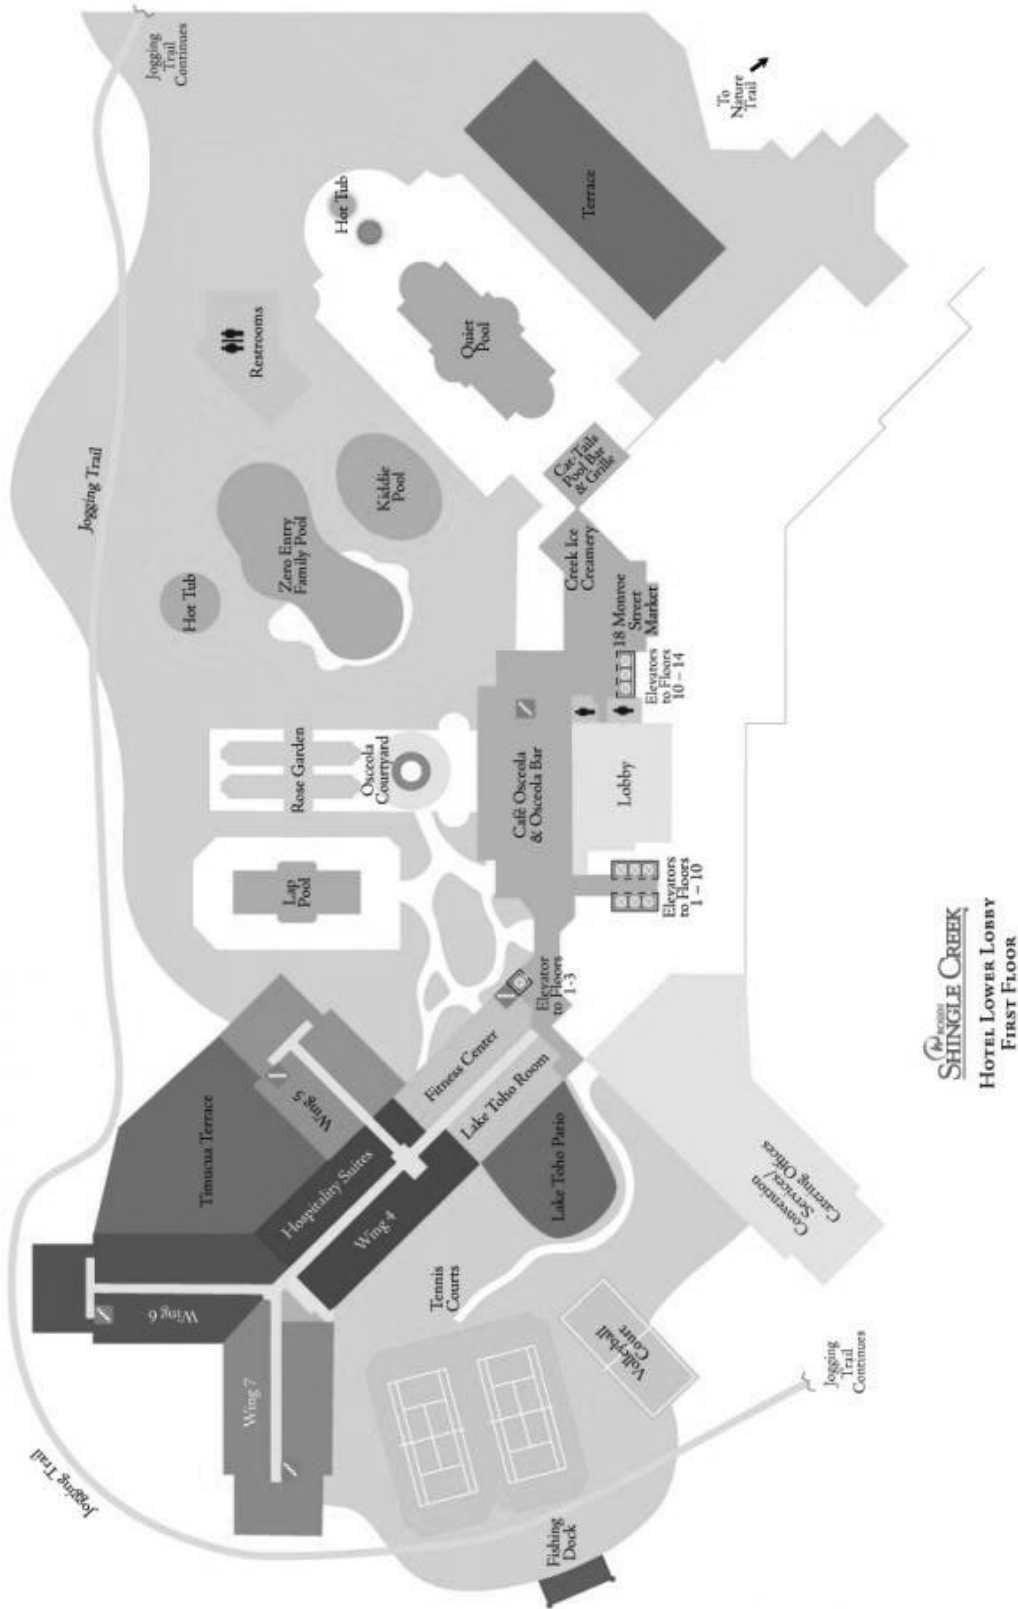 Jogging
Trail
Continues
To
Nature
Trail
Hot Tub
Terrace
Restrooms
Quiet
Pool
Jogging Trail
Kiddie
Pool
Cat-Tails
Pool Bar
& Grille
Zero Entry
Family Pool
Hot Tub
Creek Ice
Creamery
18 Monroe
Street
Market
Elevators
to Floors
10 – 14
Rose Garden
Osceola
Courtyard
Café Osceola
& Osceola Bar
Lobby
Lap
Pool
Elevators
to Floors
1 – 10
Elevator
to Floors
1-3
Fitness Center
Lake Toho Room
Wing 5
Timucua Terrace
Hospitality Suites
Wing 4
Lake Toho Patio
Convention
Services/
Catering Offices
Wing 6
Tennis
Courts
Wing 7
Volleyball
Court
Jogging
Trail
Continues
Jogging Trail
Fishing
Dock
ROSEN
SHINGLE CREEK
HOTEL LOWER LOBBY
FIRST FLOOR